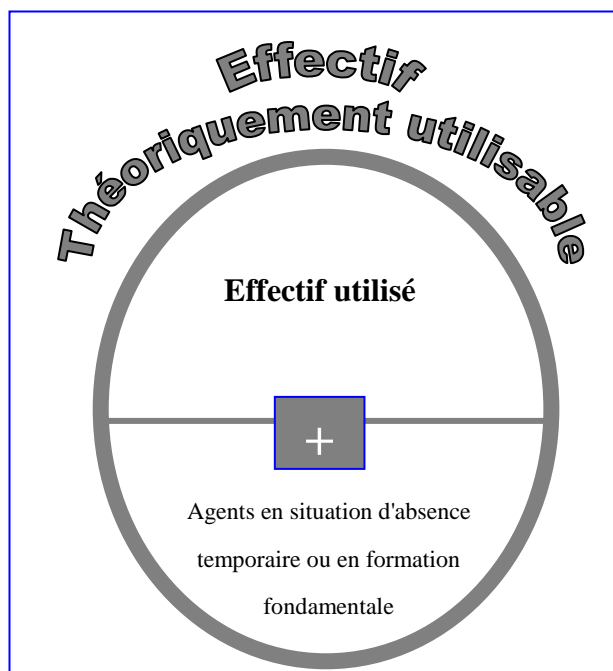 Effectif
Théoriquement utilisable
Effectif utilisé
+
Agents en situation d'absence
temporaire ou en formation
fondamentale